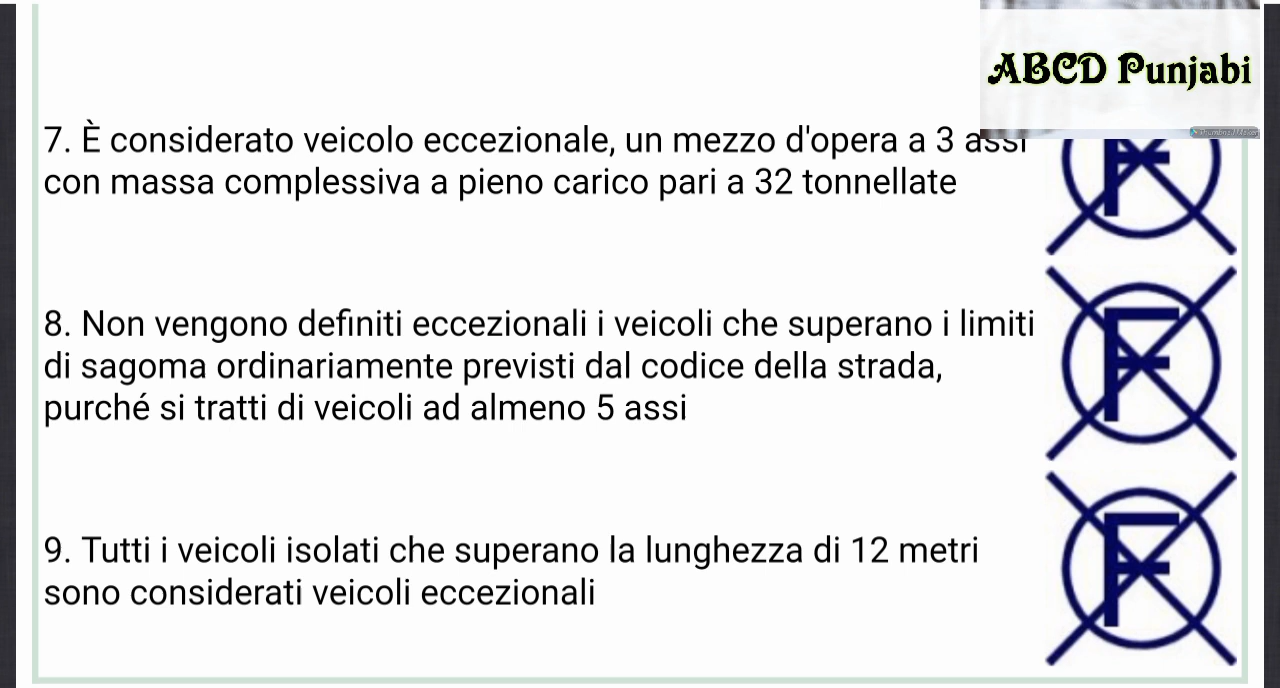 ABCD Punjabi
7. È considerato veicolo eccezionale, un mezzo d'opera a 3 assi
con massa complessiva a pieno carico pari a 32 tonnellate
F
8. Non vengono definiti eccezionali i veicoli che superano i limiti
di sagoma ordinariamente previsti dal codice della strada,
purché si tratti di veicoli ad almeno 5 assi
F
9. Tutti i veicoli isolati che superano la lunghezza di 12 metri
sono considerati veicoli eccezionali
F